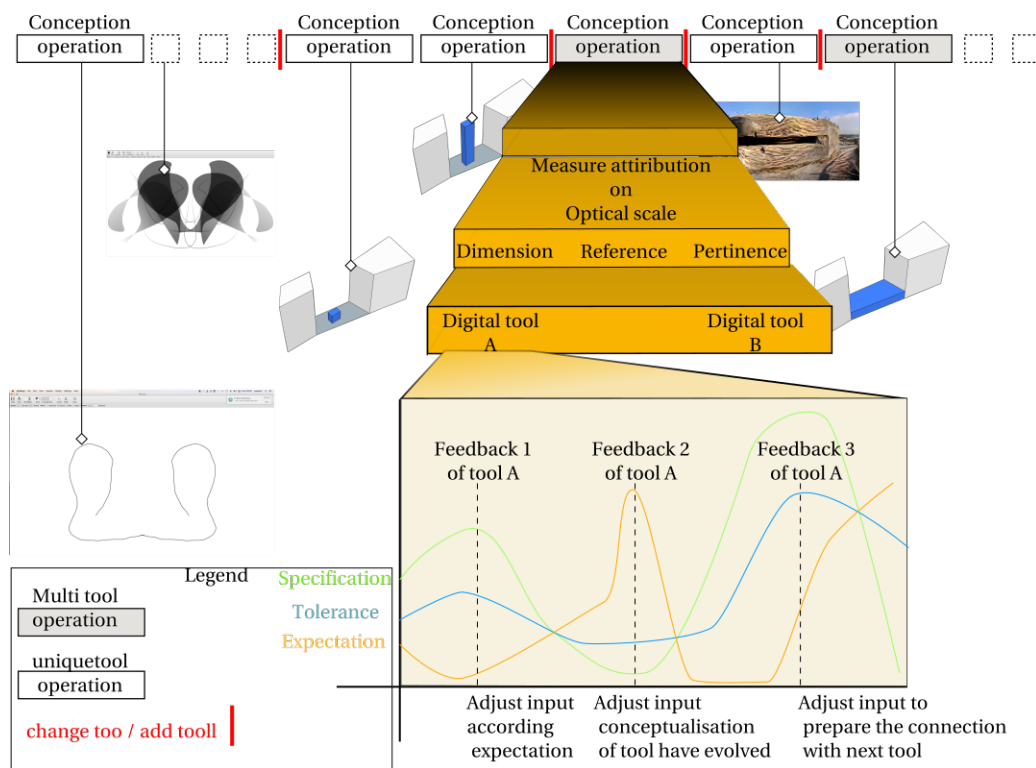 Conception
operation
Conception
operation
Conception
operation
Conception
operation
Conception
operation
Conception
operation
Measure attiribution
on
Optical scale
Dimension Reference Pertinence
Digital tool
A
Digital tool
B
Feedback 1
of tool A
Feedback 2
of tool A
Feedback 3
of tool A
Specification
Tolerance
Expectation
Adjust input
according
expectation
Adjust input
conceptualisation
of tool have evolved
Adjust input to
prepare the connection
with next tool
Legend
Multi tool
operation
uniquetool
operation
change too / add tooll